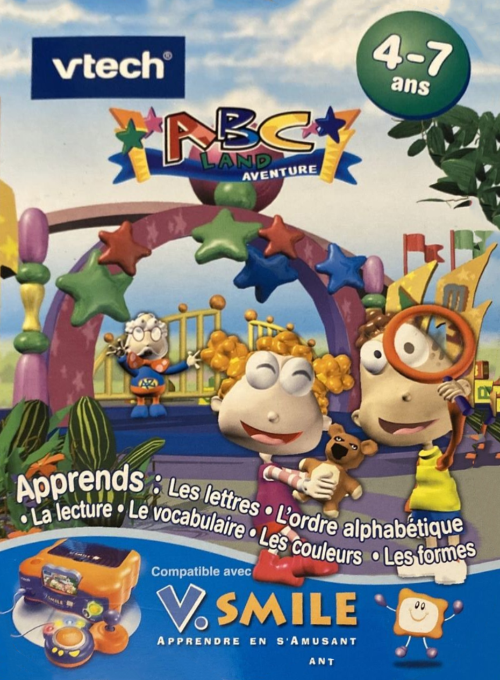 vtech®
4-7
ans
ABC
LAND
AVENTURE
Apprends : Les lettres • L'ordre alphabétique
• La lecture • Le vocabulaire • Les couleurs • Les formes
Compatible avec
V.SMILE
APPRENDRE EN S'AMUSANT
ANT